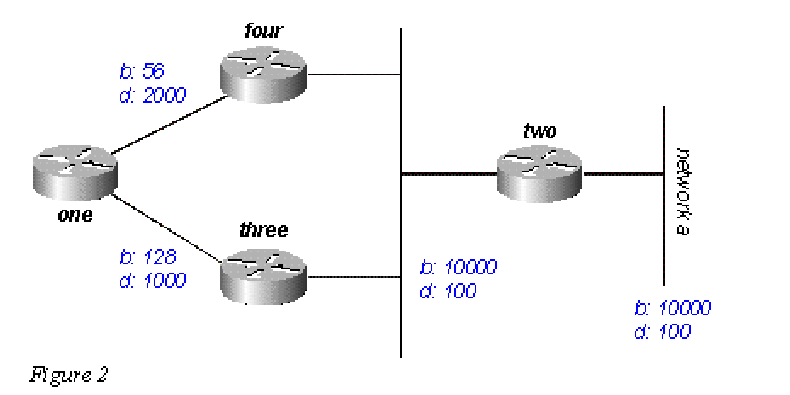 four
b: 56
d: 2000
two
network a
one
three
b: 128
d: 1000
b: 10000
d: 100
b: 10000
d: 100
Figure 2